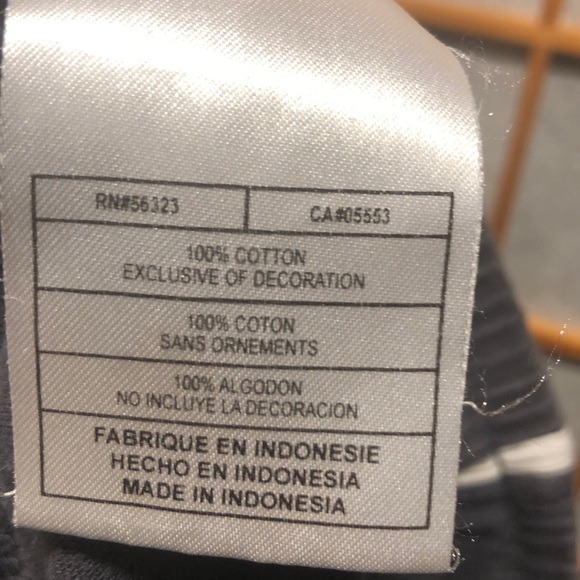 RN#56323 CA#05553
100% COTTON
EXCLUSIVE OF DECORATION
100% COTON
SANS ORNEMENTS
100% ALGODON
NO INCLUYE LA DECORACION
FABRIQUE EN INDONESIE
HECHO EN INDONESIA
MADE IN INDONESIA